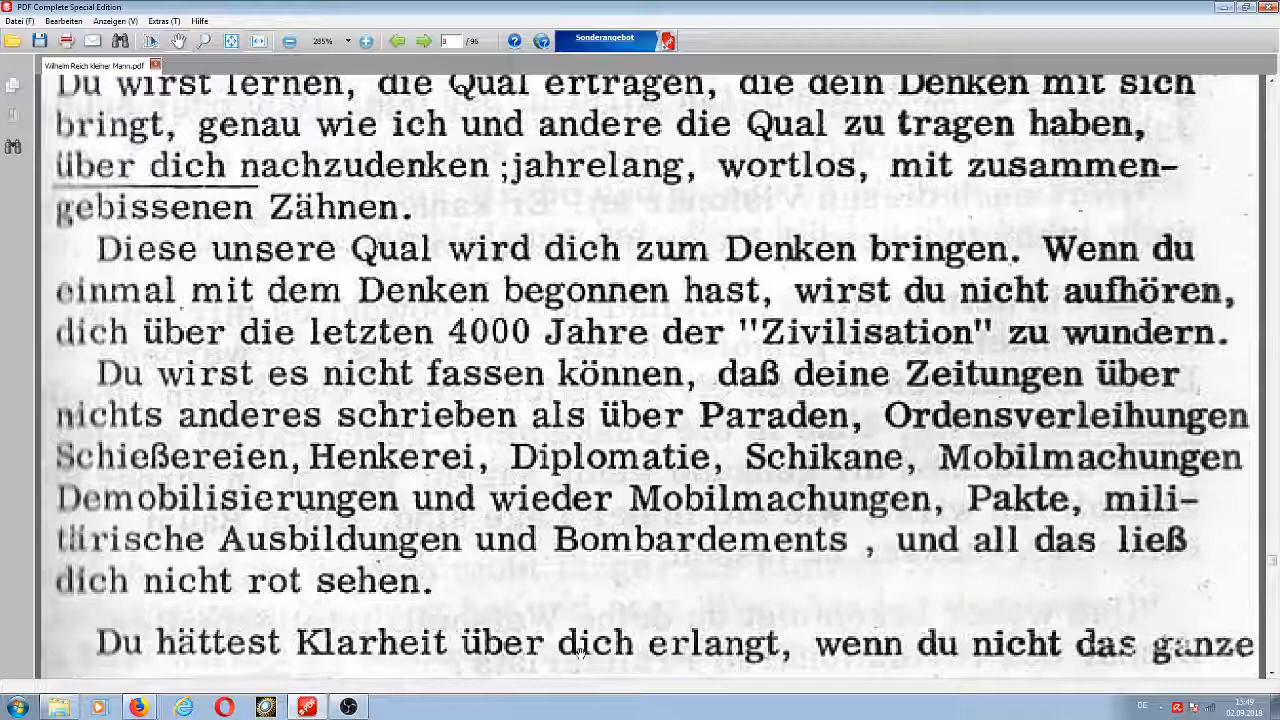 PDF Complete Special Edition
Datei (F) Bearbeiten Anzeigen (V) Extras (T) Hilfe
285% 3 / 95 Sonderangebot
Wilhelm Reich kleiner Mann.pdf
Du wirst lernen, die Qual ertragen, die dein Denken mit sich
bringt, genau wie ich und andere die Qual zu tragen haben,
über dich nachzudenken ;jahrelang, wortlos, mit zusammen-
gebissenen Zähnen.
Diese unsere Qual wird dich zum Denken bringen. Wenn du
einmal mit dem Denken begonnen hast, wirst du nicht aufhören,
dich über die letzten 4000 Jahre der "Zivilisation" zu wundern.
Du wirst es nicht fassen können, daß deine Zeitungen über
nichts anderes schrieben als über Paraden, Ordensverleihungen
Schießereien, Henkerei, Diplomatie, Schikane, Mobilmachungen
Demobilisierungen und wieder Mobilmachungen, Pakte, mili-
tärische Ausbildungen und Bombardements , und all das ließ
dich nicht rot sehen.
Du hättest Klarheit über dich erlangt, wenn du nicht das ganze
DE 15:49
02.09.2018